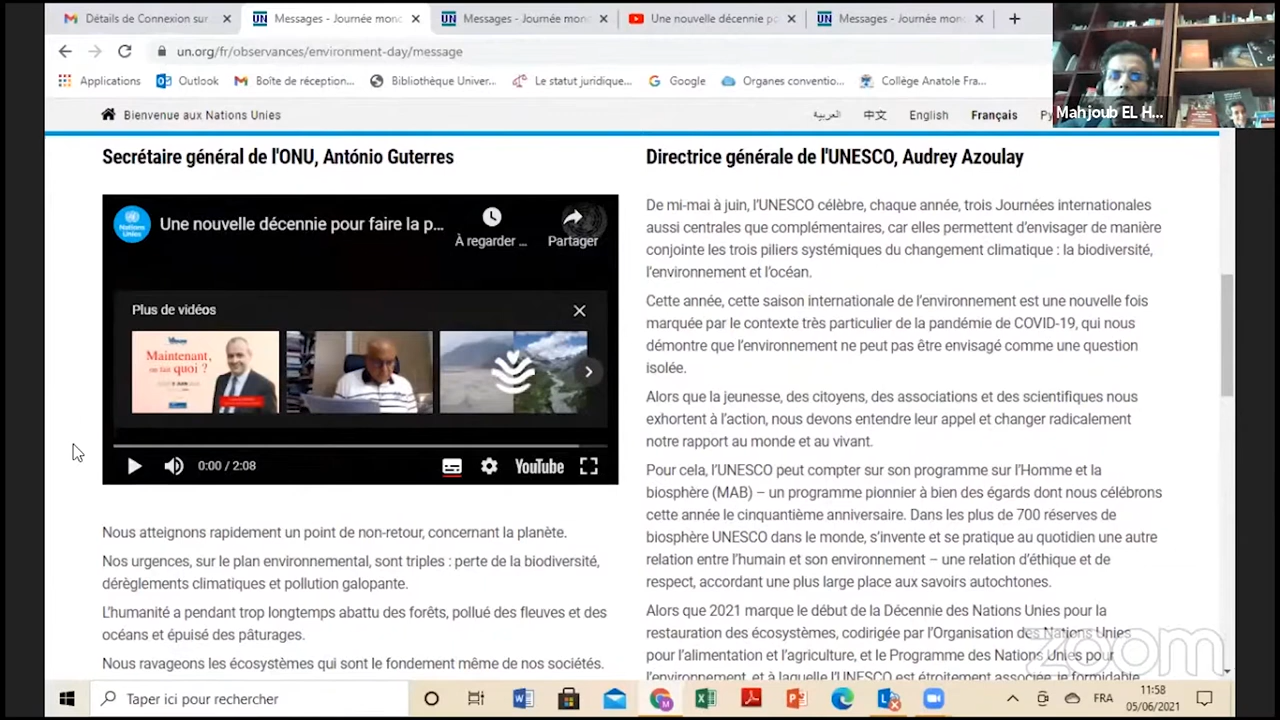 Détails de Connexion sur
Messages - Journée mon
Messages - Journée mon
Une nouvelle décennie po
Messages - Journée mon
un.org/fr/observances/environment-day/message
Applications
Outlook
Boîte de réception...
Bibliothèque Univer...
Le statut juridique...
Google
Organes conventio...
Collège Anatole Fra...
Mahjoub EL H...
Bienvenue aux Nations Unies
العربية
中文
English
Français
Ру
Secrétaire général de l'ONU, António Guterres
Nations Unies
Une nouvelle décennie pour faire la p...
À regarder ...
Partager
Plus de vidéos
Maintenant,
on fait quoi ?
0:00 / 2:08
YouTube
Nous atteignons rapidement un point de non-retour, concernant la planète.
Nos urgences, sur le plan environnemental, sont triples : perte de la biodiversité,
dérèglements climatiques et pollution galopante.
L'humanité a pendant trop longtemps abattu des forêts, pollué des fleuves et des
océans et épuisé des pâturages.
Nous ravageons les écosystèmes qui sont le fondement même de nos sociétés.
Directrice générale de l'UNESCO, Audrey Azoulay
De mi-mai à juin, l'UNESCO célèbre, chaque année, trois Journées internationales
aussi centrales que complémentaires, car elles permettent d'envisager de manière
conjointe les trois piliers systémiques du changement climatique : la biodiversité,
l'environnement et l'océan.
Cette année, cette saison internationale de l'environnement est une nouvelle fois
marquée par le contexte très particulier de la pandémie de COVID-19, qui nous
démontre que l'environnement ne peut pas être envisagé comme une question
isolée.
Alors que la jeunesse, des citoyens, des associations et des scientifiques nous
exhortent à l'action, nous devons entendre leur appel et changer radicalement
notre rapport au monde et au vivant.
Pour cela, l'UNESCO peut compter sur son programme sur l'Homme et la
biosphère (MAB) – un programme pionnier à bien des égards dont nous célébrons
cette année le cinquantième anniversaire. Dans les plus de 700 réserves de
biosphère UNESCO dans le monde, s'invente et se pratique au quotidien une autre
relation entre l'humain et son environnement – une relation d'éthique et de
respect, accordant une plus large place aux savoirs autochtones.
Alors que 2021 marque le début de la Décennie des Nations Unies pour la
restauration des écosystèmes, codirigée par l'Organisation des Nations Unies
pour l'alimentation et l'agriculture, et le Programme des Nations Unies pour
l'environnement, et à laquelle l'UNESCO est étroitement associée, le formidable
zoom
Taper ici pour rechercher
FRA
11:58
05/06/2021